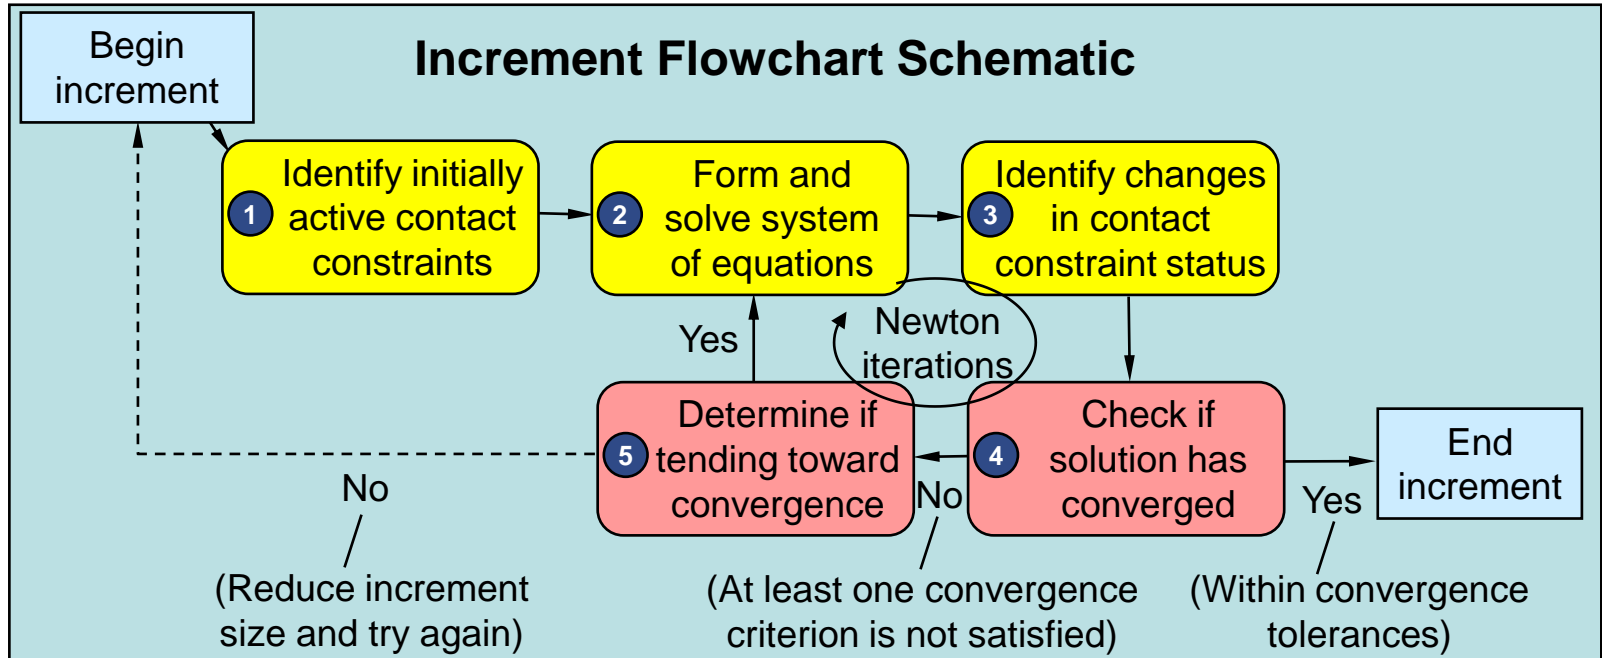 Begin
increment
Increment Flowchart Schematic
1
Identify initially
active contact
constraints
2
Form and
solve system
of equations
3
Identify changes
in contact
constraint status
Yes
Newton
iterations
5
Determine if
tending toward
convergence
4
Check if
solution has
converged
End
increment
No
No
Yes
(Reduce increment
size and try again)
(At least one convergence
criterion is not satisfied)
(Within convergence
tolerances)